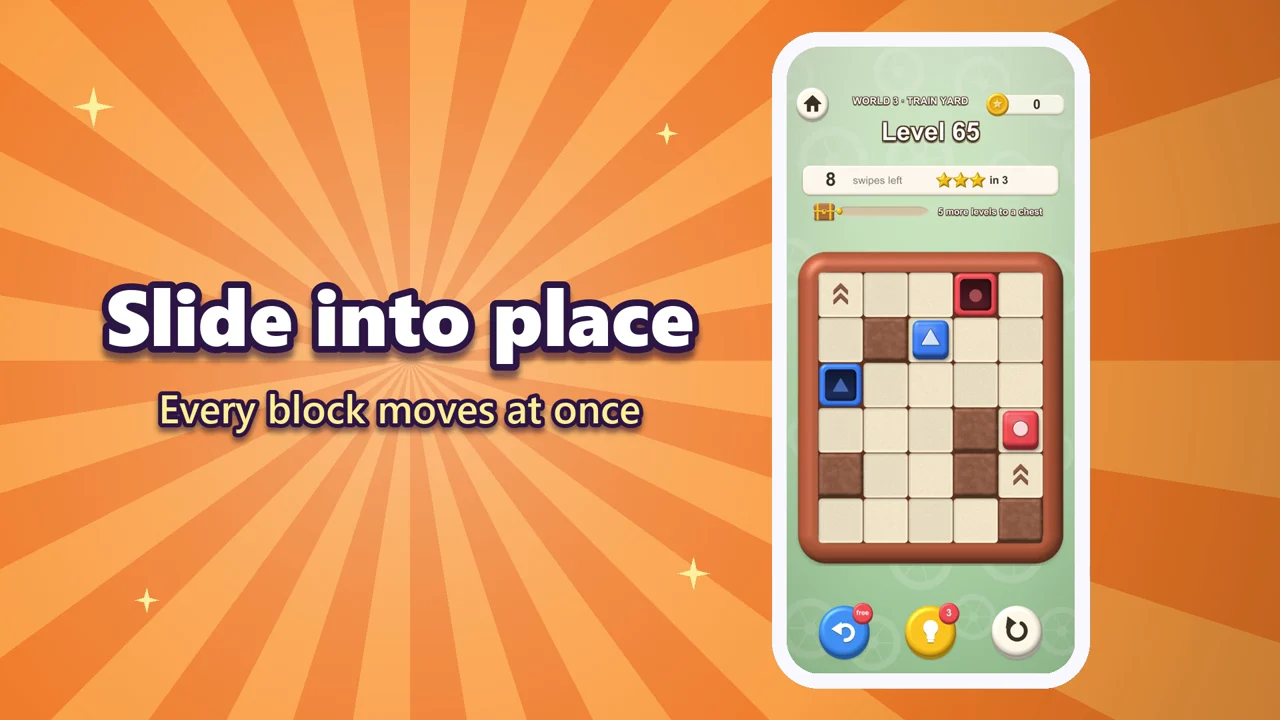 Slide into place
Every block moves at once
WORLD 3 · TRAIN YARD
0
Level 65
8 swipes left
in 3
5 more levels to a chest
free
3